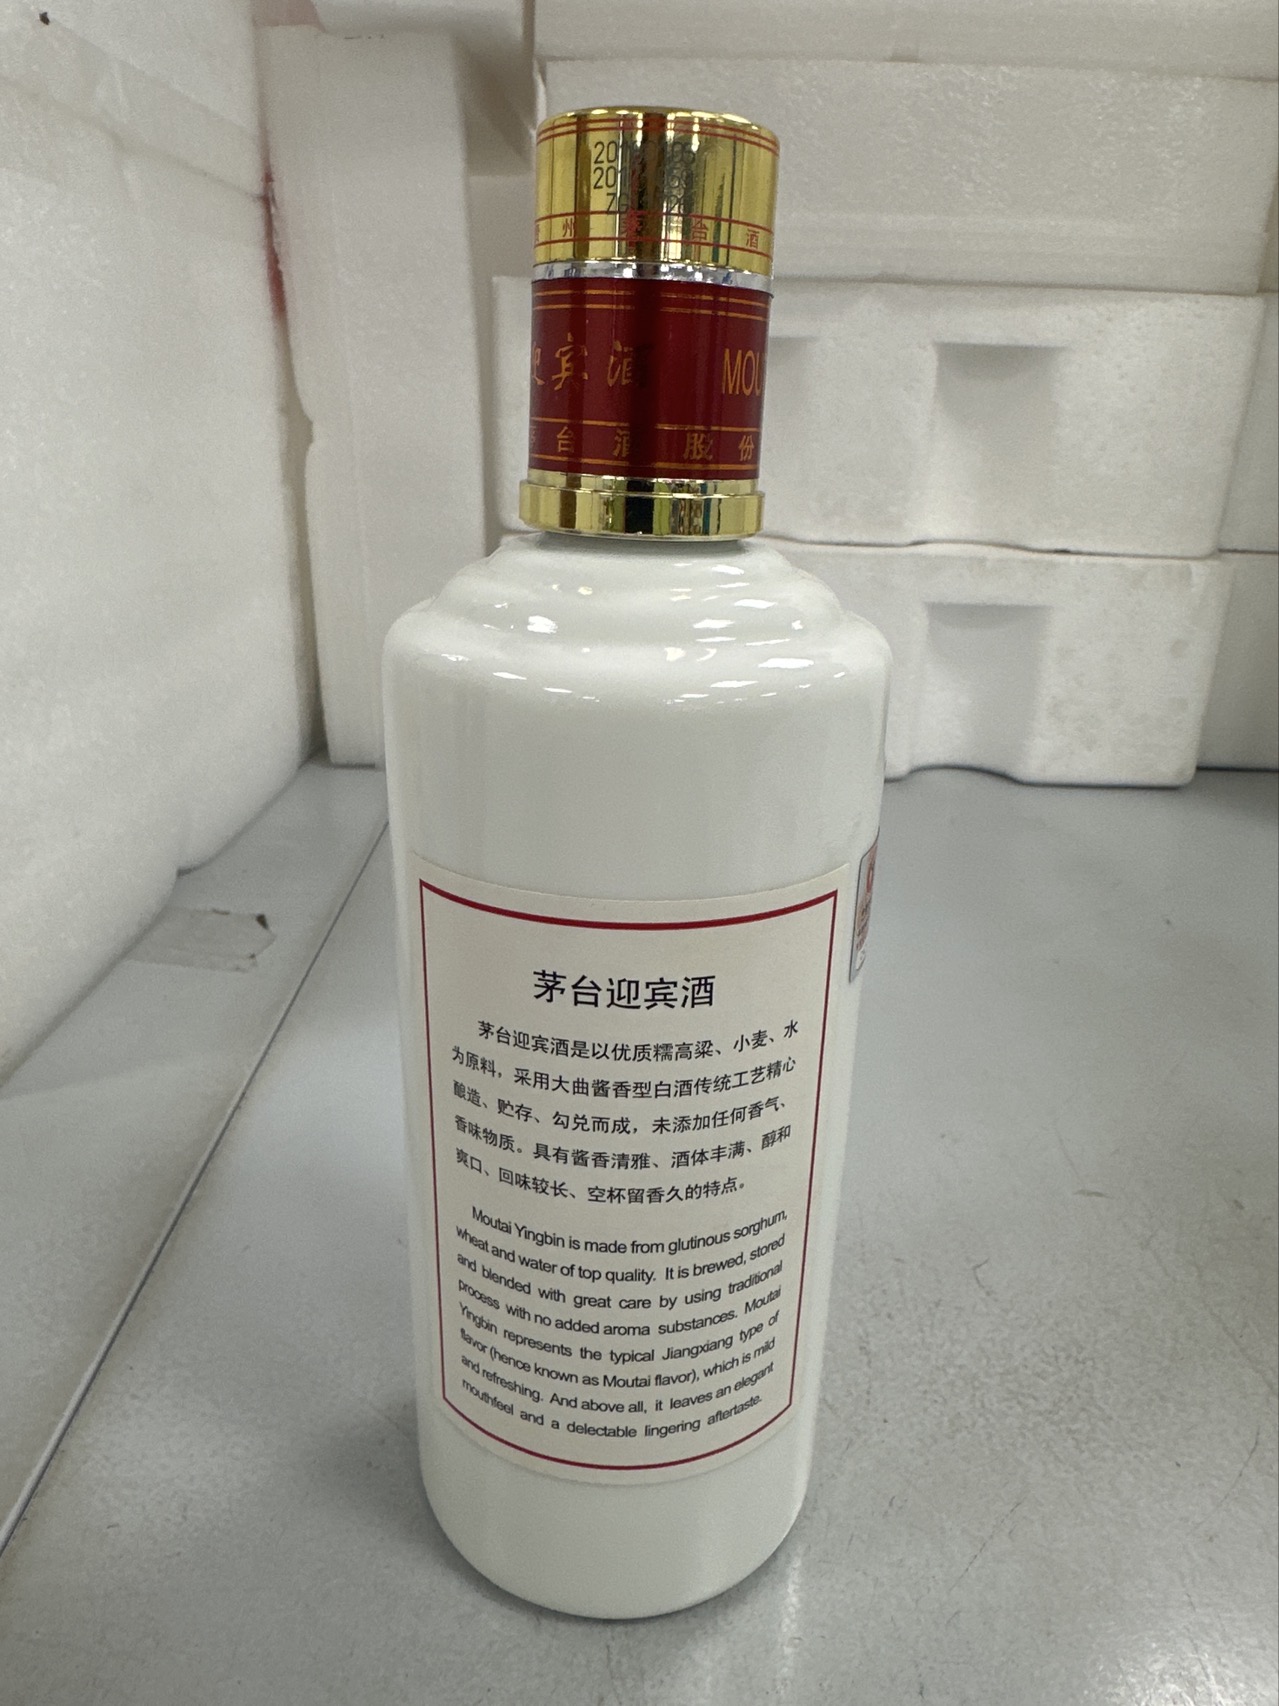 州 茅 台 酒
迎宾酒 MOU
台 酒 股 份
茅台迎宾酒
茅台迎宾酒是以优质糯高粱、小麦、水
为原料，采用大曲酱香型白酒传统工艺精心
酿造、贮存、勾兑而成，未添加任何香气、
香味物质。具有酱香清雅、酒体丰满、醇和
爽口、回味较长、空杯留香久的特点。
Moutai Yingbin is made from glutinous sorghum,
wheat and water of top quality. It is brewed, stored
and blended with great care by using traditional
process with no added aroma substances. Moutai
Yingbin represents the typical Jiangxiang type of
flavor (hence known as Moutai flavor), which is mild
and refreshing. And above all, it leaves an elegant
mouthfeel and a delectable lingering aftertaste.